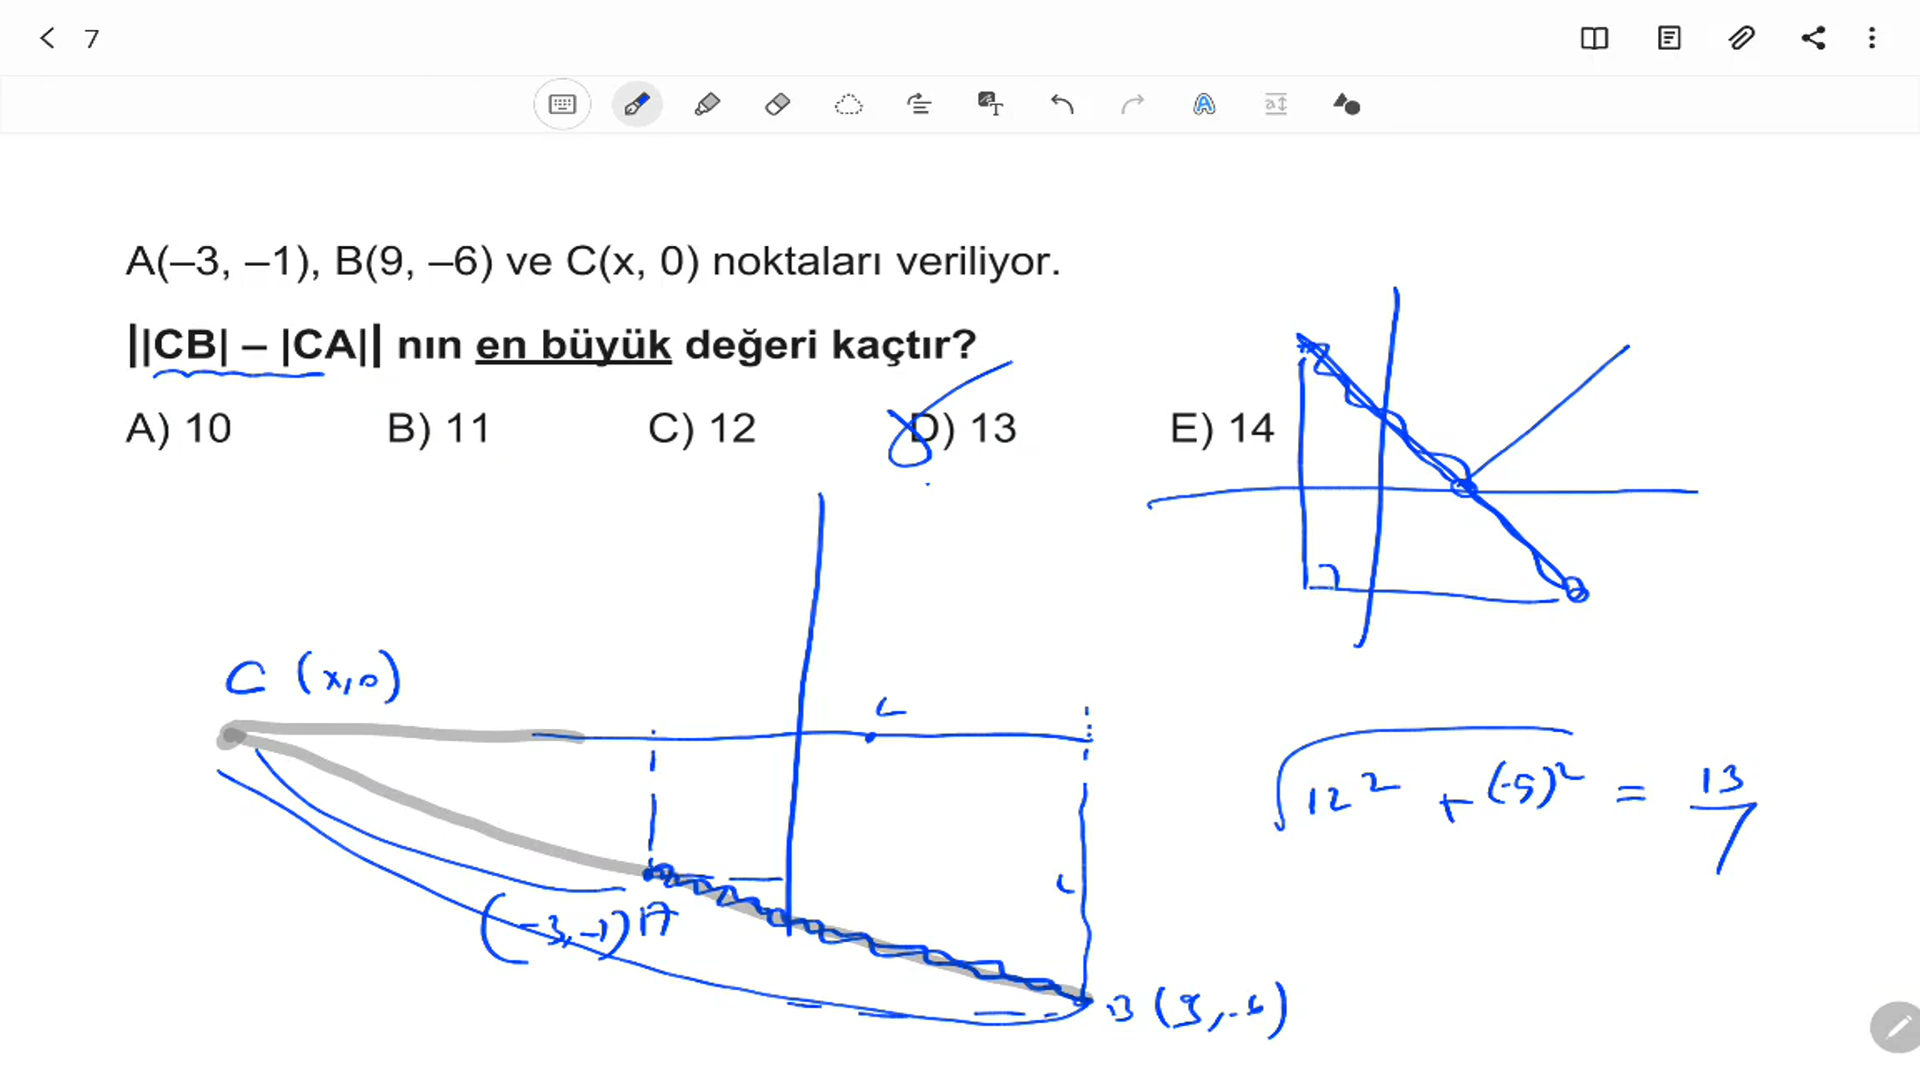 7
A(–3, –1), B(9, –6) ve C(x, 0) noktaları veriliyor.
||CB| – |CA|| nın en büyük değeri kaçtır?
A) 10 B) 11 C) 12 D) 13 E) 14
C (x,0)
C
√12² + (-5)² = 13
(-3,-1) A
B (9,-6)